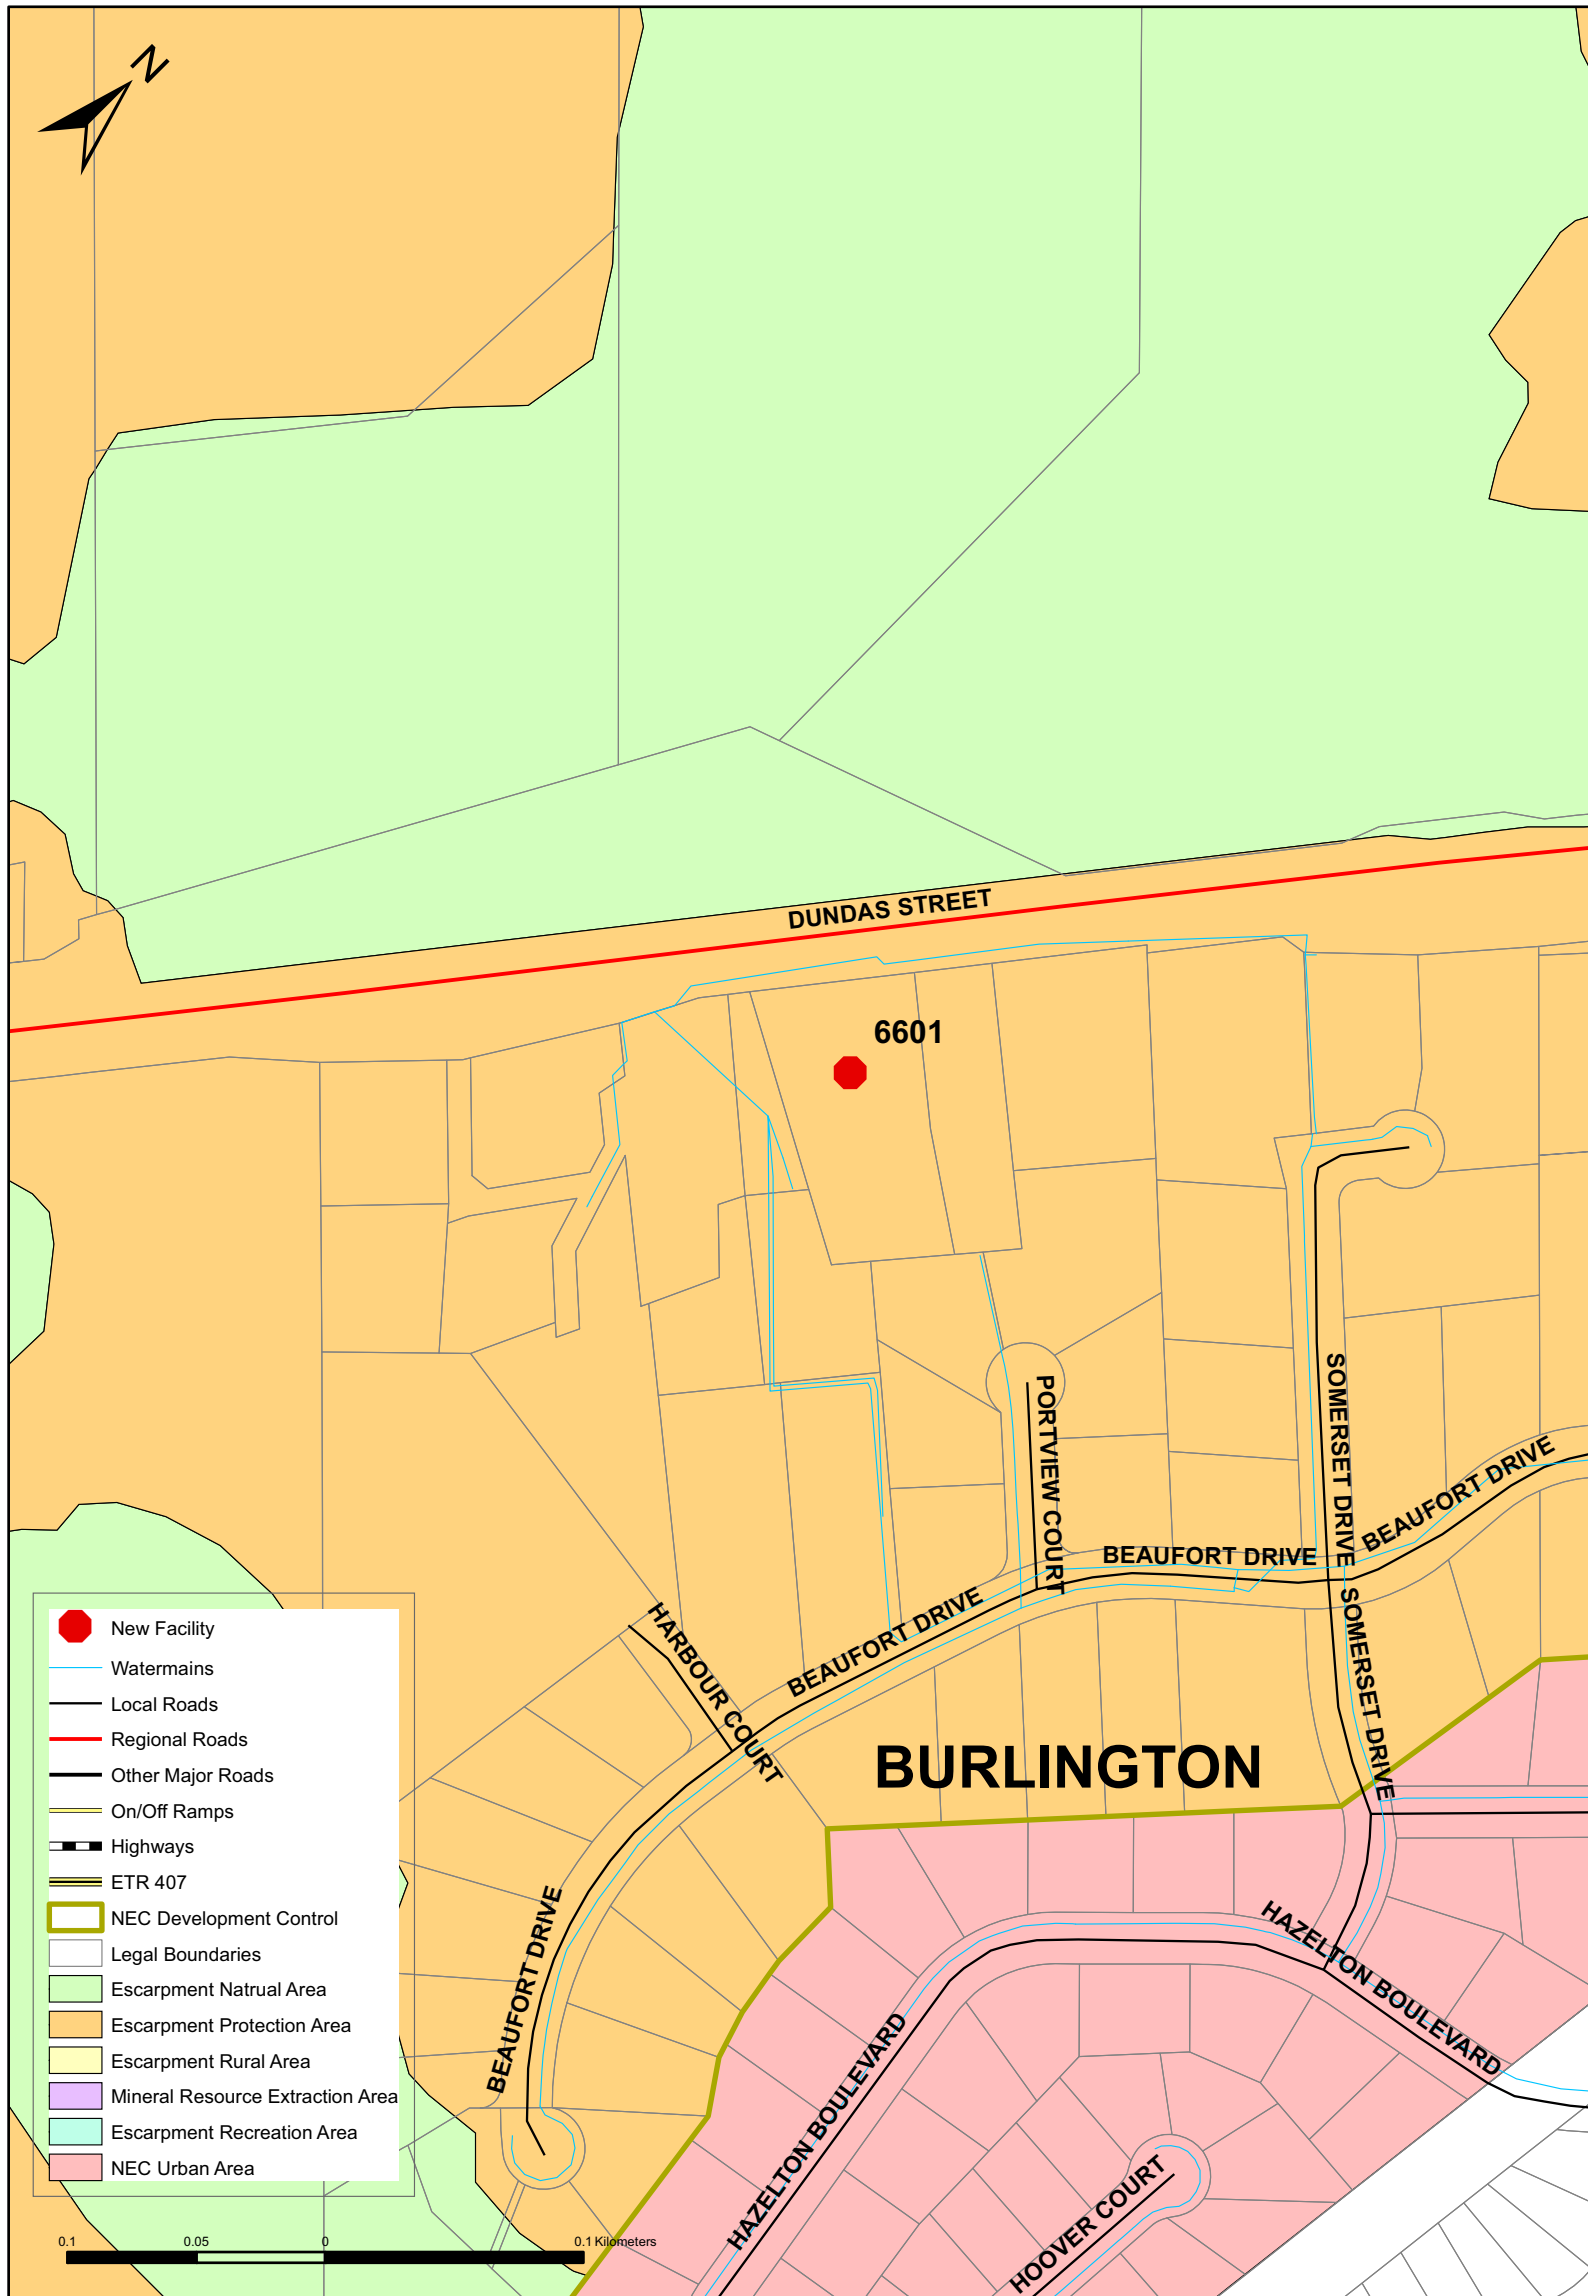 N
DUNDAS STREET
6601
PORTVIEW COURT
SOMERSET DRIVE
BEAUFORT DRIVE
BEAUFORT DRIVE
BEAUFORT DRIVE
SOMERSET DRIVE
HARBOUR COURT
BURLINGTON
BEAUFORT DRIVE
HAZELTON BOULEVARD
HAZELTON BOULEVARD
HOOVER COURT
New Facility
Watermains
Local Roads
Regional Roads
Other Major Roads
On/Off Ramps
Highways
ETR 407
NEC Development Control
Legal Boundaries
Escarpment Natrual Area
Escarpment Protection Area
Escarpment Rural Area
Mineral Resource Extraction Area
Escarpment Recreation Area
NEC Urban Area
0.1 0.05 0 0.1 Kilometers